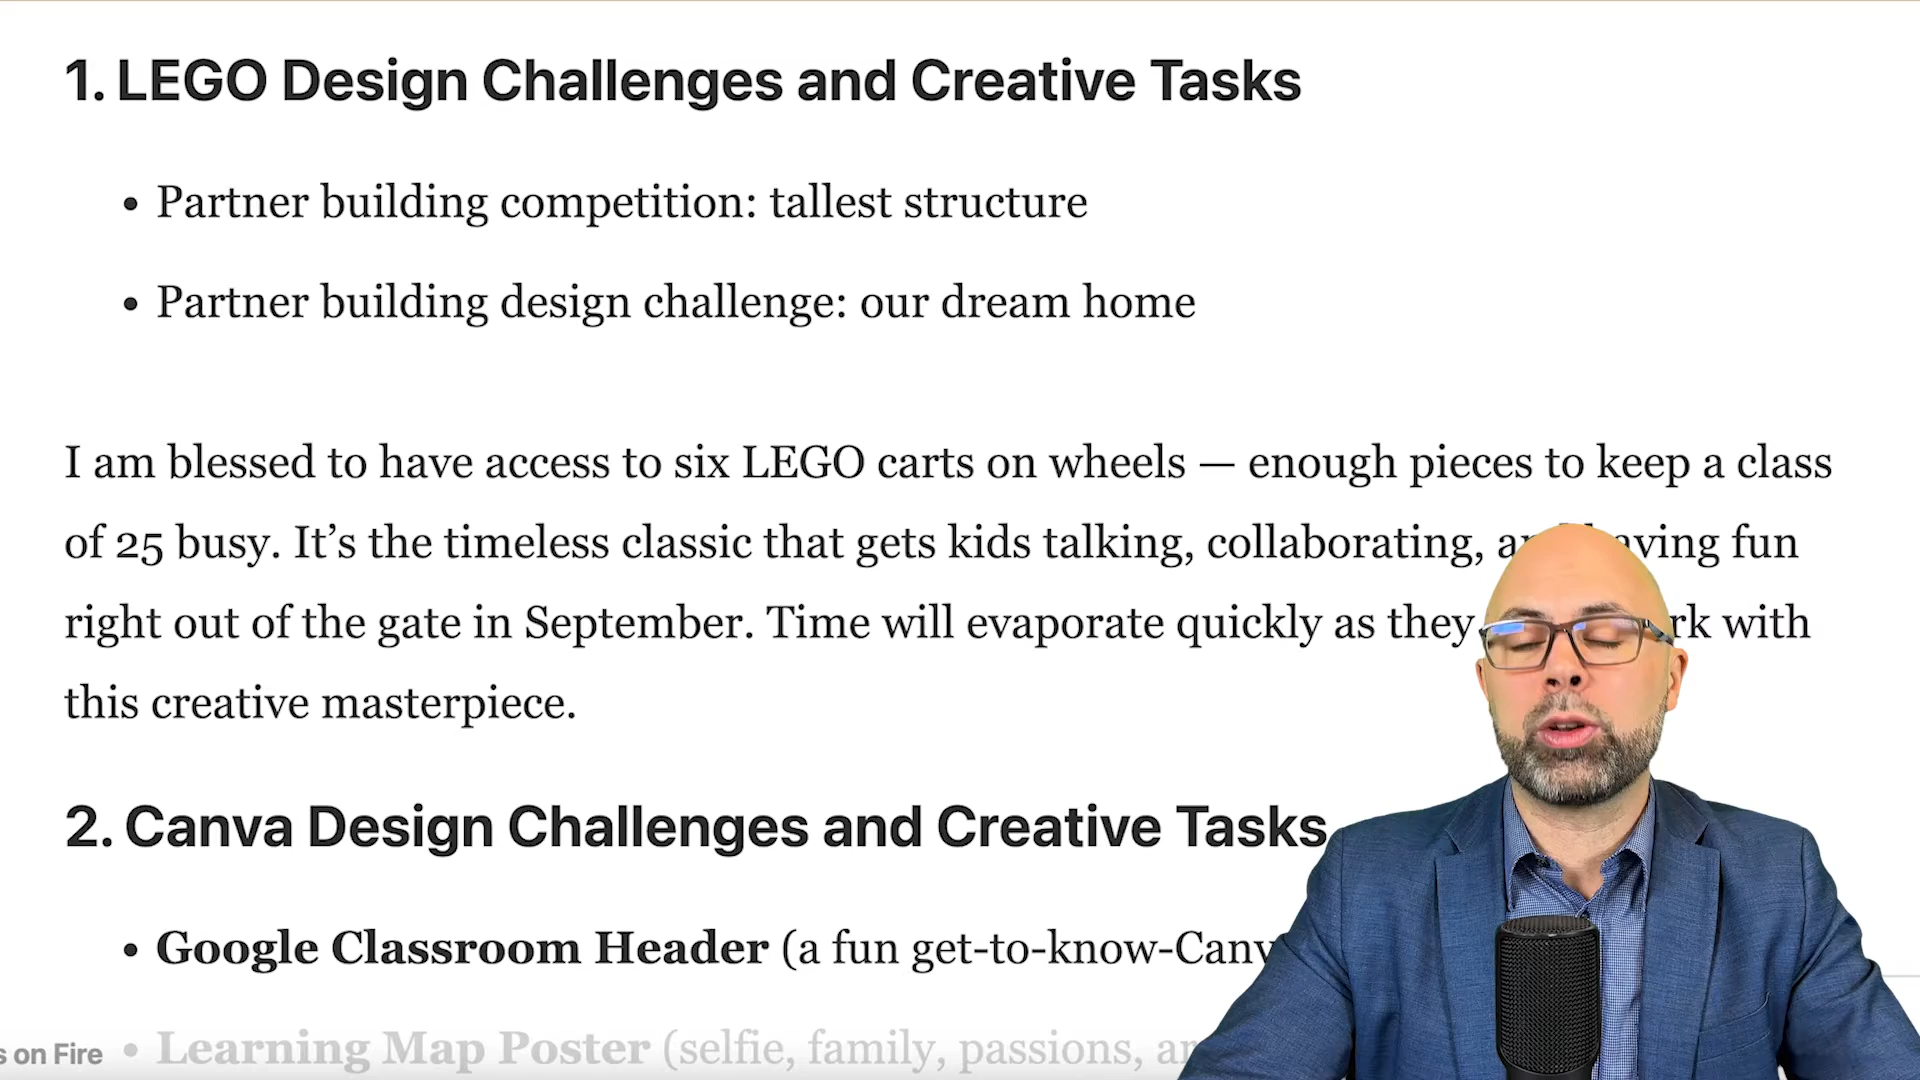 1. LEGO Design Challenges and Creative Tasks
• Partner building competition: tallest structure
• Partner building design challenge: our dream home
I am blessed to have access to six LEGO carts on wheels — enough pieces to keep a class
of 25 busy. It’s the timeless classic that gets kids talking, collaborating, fun
right out of the gate in September. Time will evaporate quickly as they with
this creative masterpiece.
2. Canva Design Challenges and Creative Tasks
• Google Classroom Header (a fun get-to-know-Canv
• Learning Map Poster (selfie, family, passions,
s on Fire